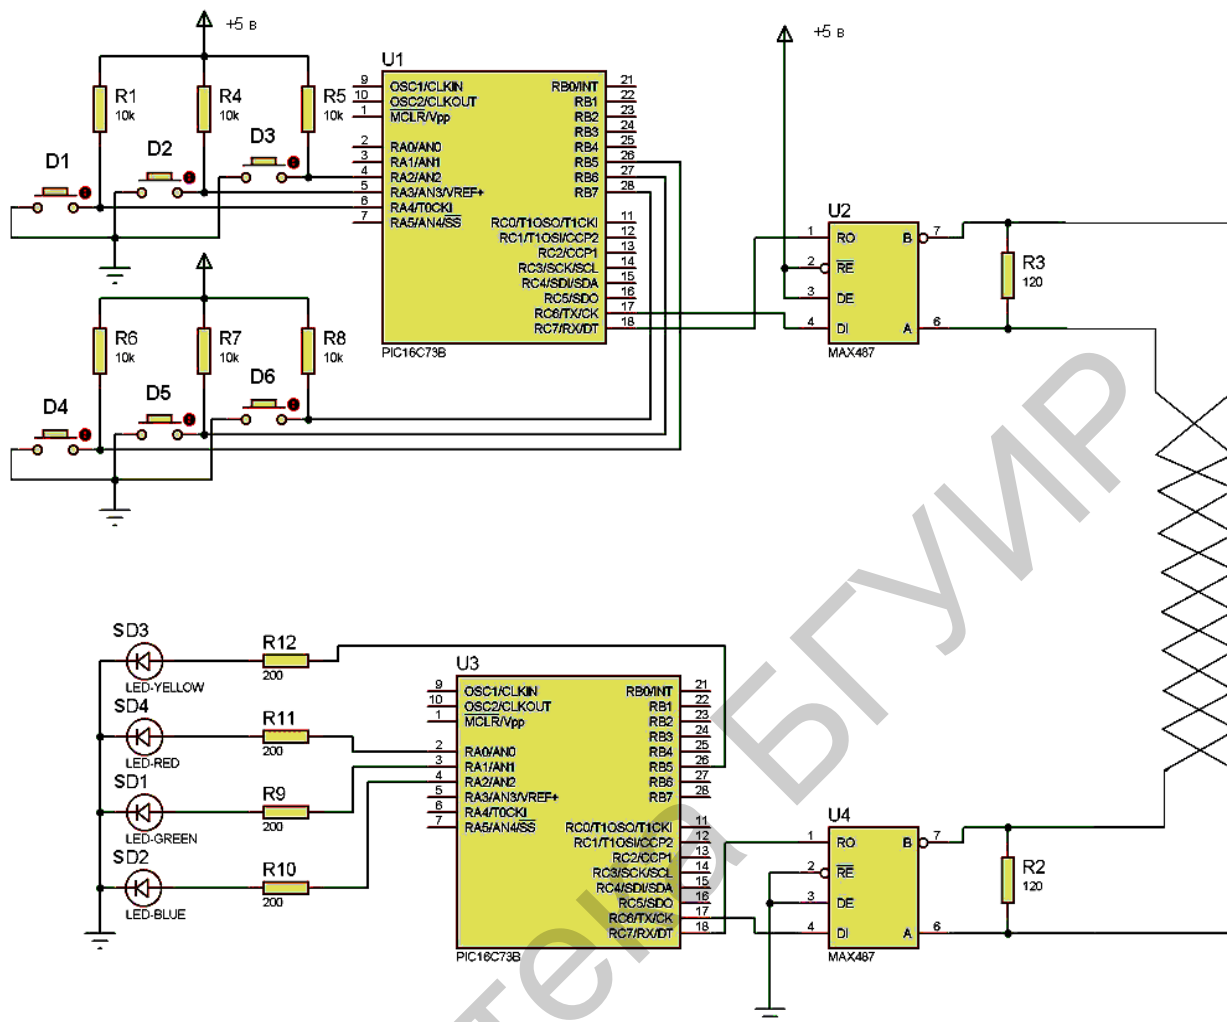 +5 в
+5 в
U1
R1
10k
R4
10k
R5
10k
D1
D2
D3
9 OSC1/CLKIN
10 OSC2/CLKOUT
1 MCLR/Vpp
2 RA0/AN0
3 RA1/AN1
4 RA2/AN2
5 RA3/AN3/VREF+
6 RA4/T0CKI
7 RA5/AN4/SS
RB0/INT 21
RB1 22
RB2 23
RB3 24
RB4 25
RB5 26
RB6 27
RB7 28
RC0/T1OSO/T1CKI 11
RC1/T1OSI/CCP2 12
RC2/CCP1 13
RC3/SCK/SCL 14
RC4/SDI/SDA 15
RC5/SDO 16
RC6/TX/CK 17
RC7/RX/DT 18
PIC16C73B
U2
1 RO
2 RE
3 DE
4 DI
B 7
A 6
MAX487
R3
120
R6
10k
R7
10k
R8
10k
D4
D5
D6
SD3
LED-YELLOW
R12
200
SD4
LED-RED
R11
200
SD1
LED-GREEN
R9
200
SD2
LED-BLUE
R10
200
U3
9 OSC1/CLKIN
10 OSC2/CLKOUT
1 MCLR/Vpp
2 RA0/AN0
3 RA1/AN1
4 RA2/AN2
5 RA3/AN3/VREF+
6 RA4/T0CKI
7 RA5/AN4/SS
RB0/INT 21
RB1 22
RB2 23
RB3 24
RB4 25
RB5 26
RB6 27
RB7 28
RC0/T1OSO/T1CKI 11
RC1/T1OSI/CCP2 12
RC2/CCP1 13
RC3/SCK/SCL 14
RC4/SDI/SDA 15
RC5/SDO 16
RC6/TX/CK 17
RC7/RX/DT 18
PIC16C73B
U4
1 RO
2 RE
3 DE
4 DI
B 7
A 6
MAX487
R2
120
тека БГУИР